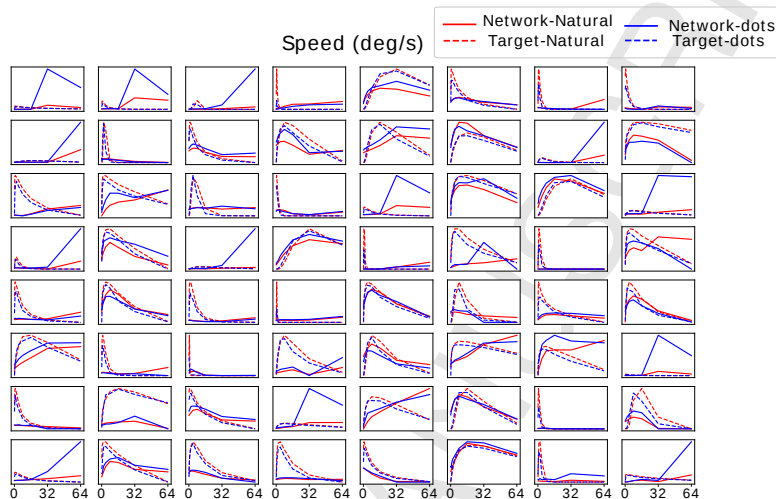 Network-Natural
Network-dots
Target-Natural
Target-dots
Speed (deg/s)
0 32 64 0 32 64 0 32 64 0 32 64 0 32 64 0 32 64 0 32 64 0 32 64